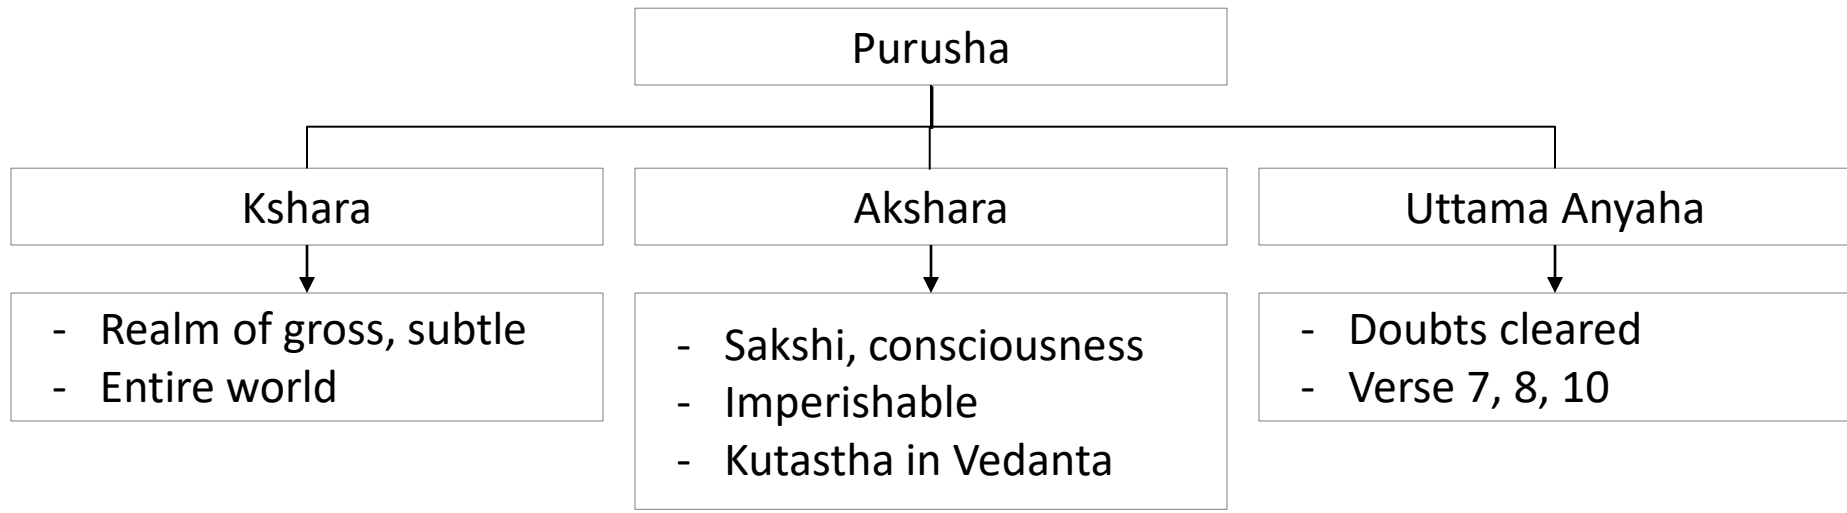 Purusha
Kshara
Akshara
Uttama Anyaha
- Realm of gross, subtle
- Entire world
- Sakshi, consciousness
- Imperishable
- Kutastha in Vedanta
- Doubts cleared
- Verse 7, 8, 10